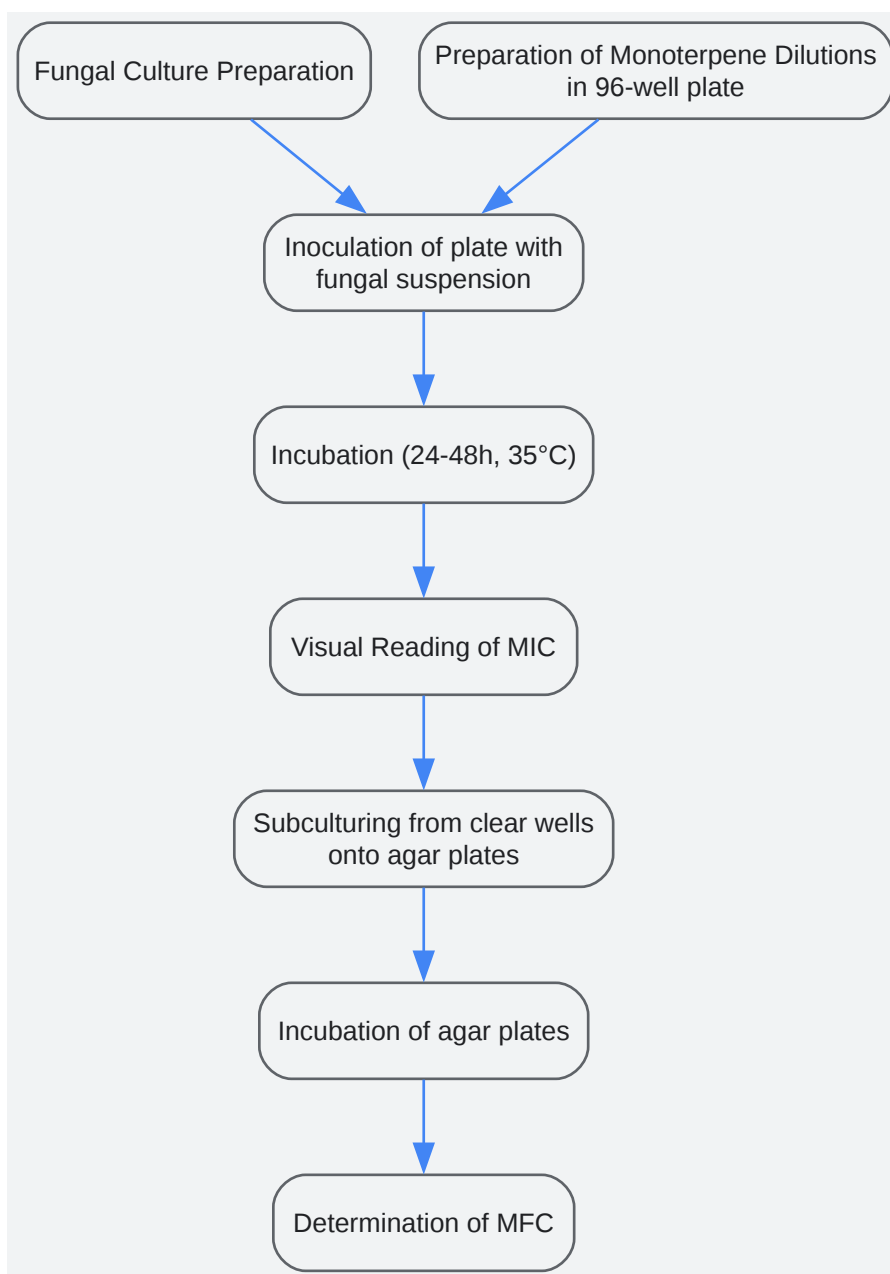 Fungal Culture Preparation
Preparation of Monoterpene Dilutions
in 96-well plate
Inoculation of plate with
fungal suspension
Incubation (24-48h, 35°C)
Visual Reading of MIC
Subculturing from clear wells
onto agar plates
Incubation of agar plates
Determination of MFC